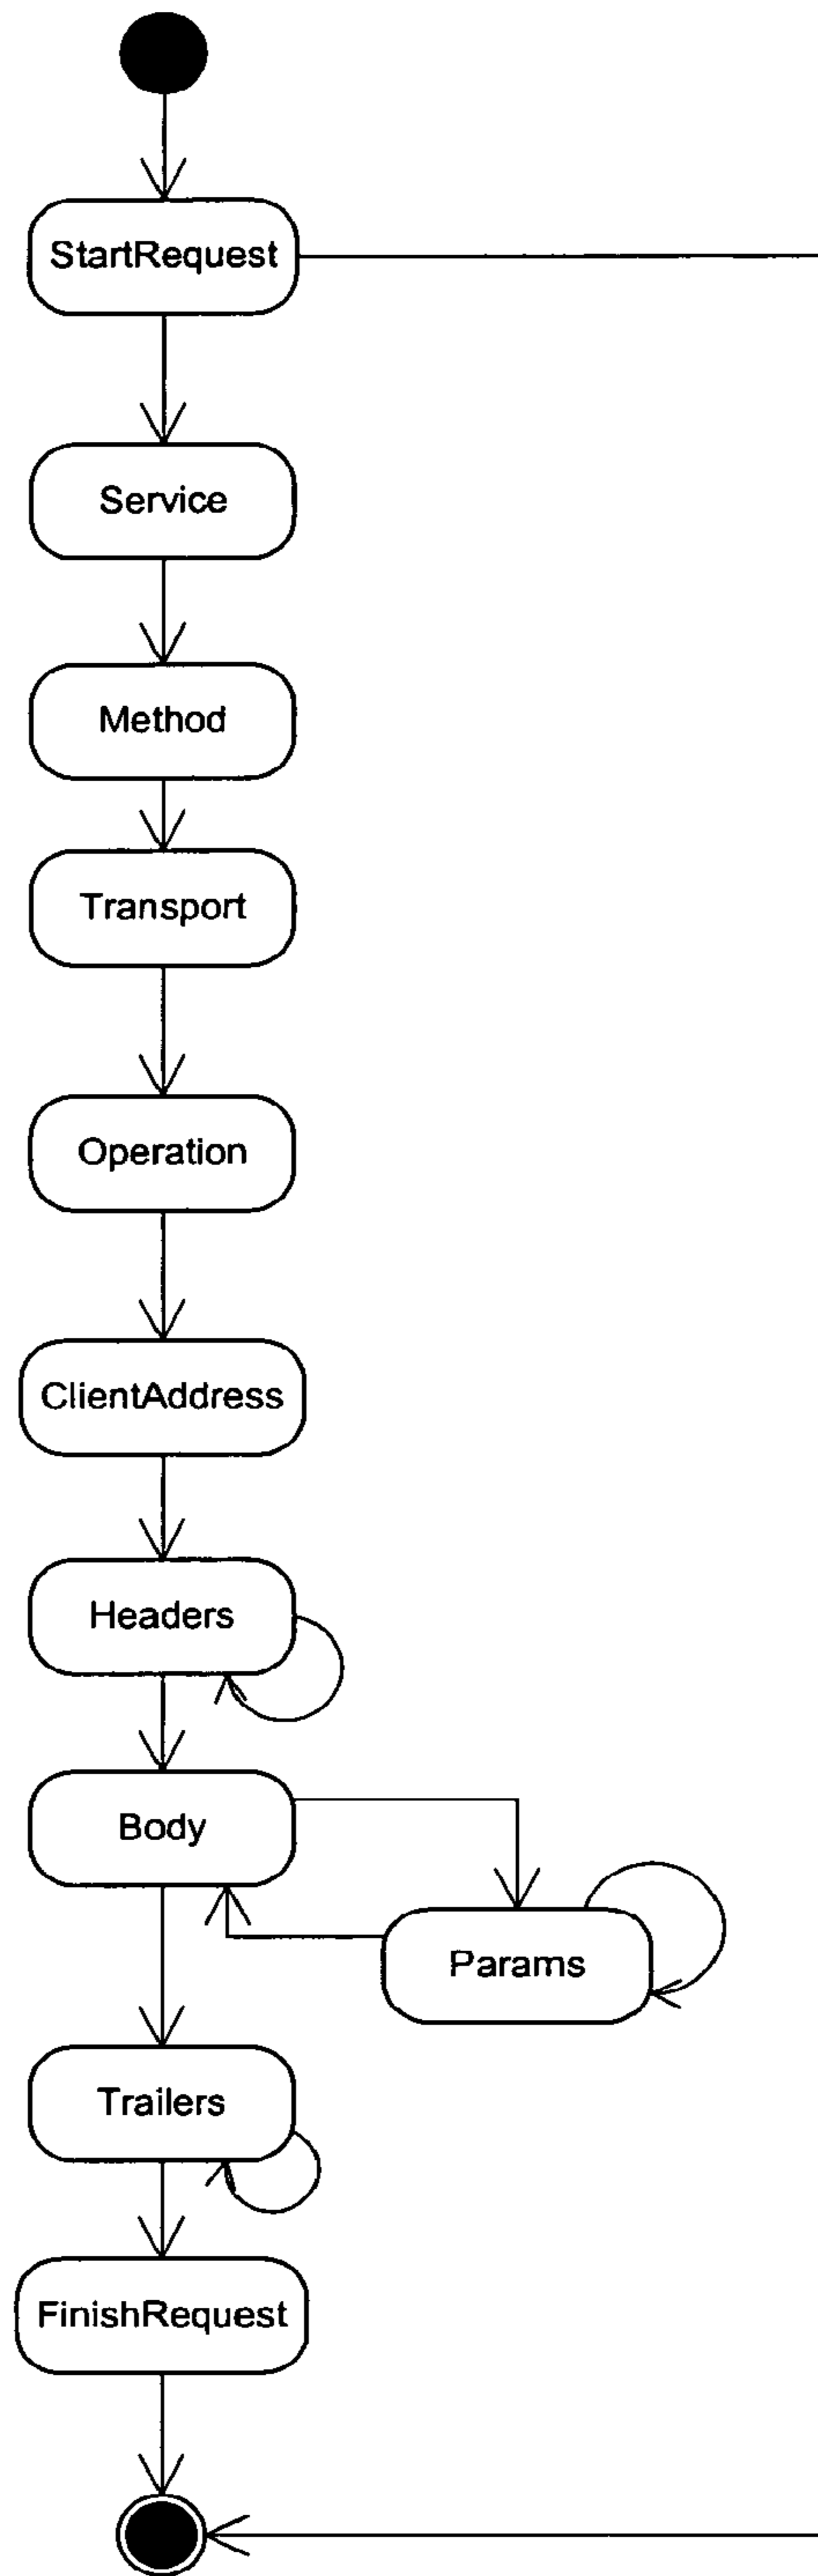 StartRequest
Service
Method
Transport
Operation
ClientAddress
Headers
Body
Params
Trailers
FinishRequest